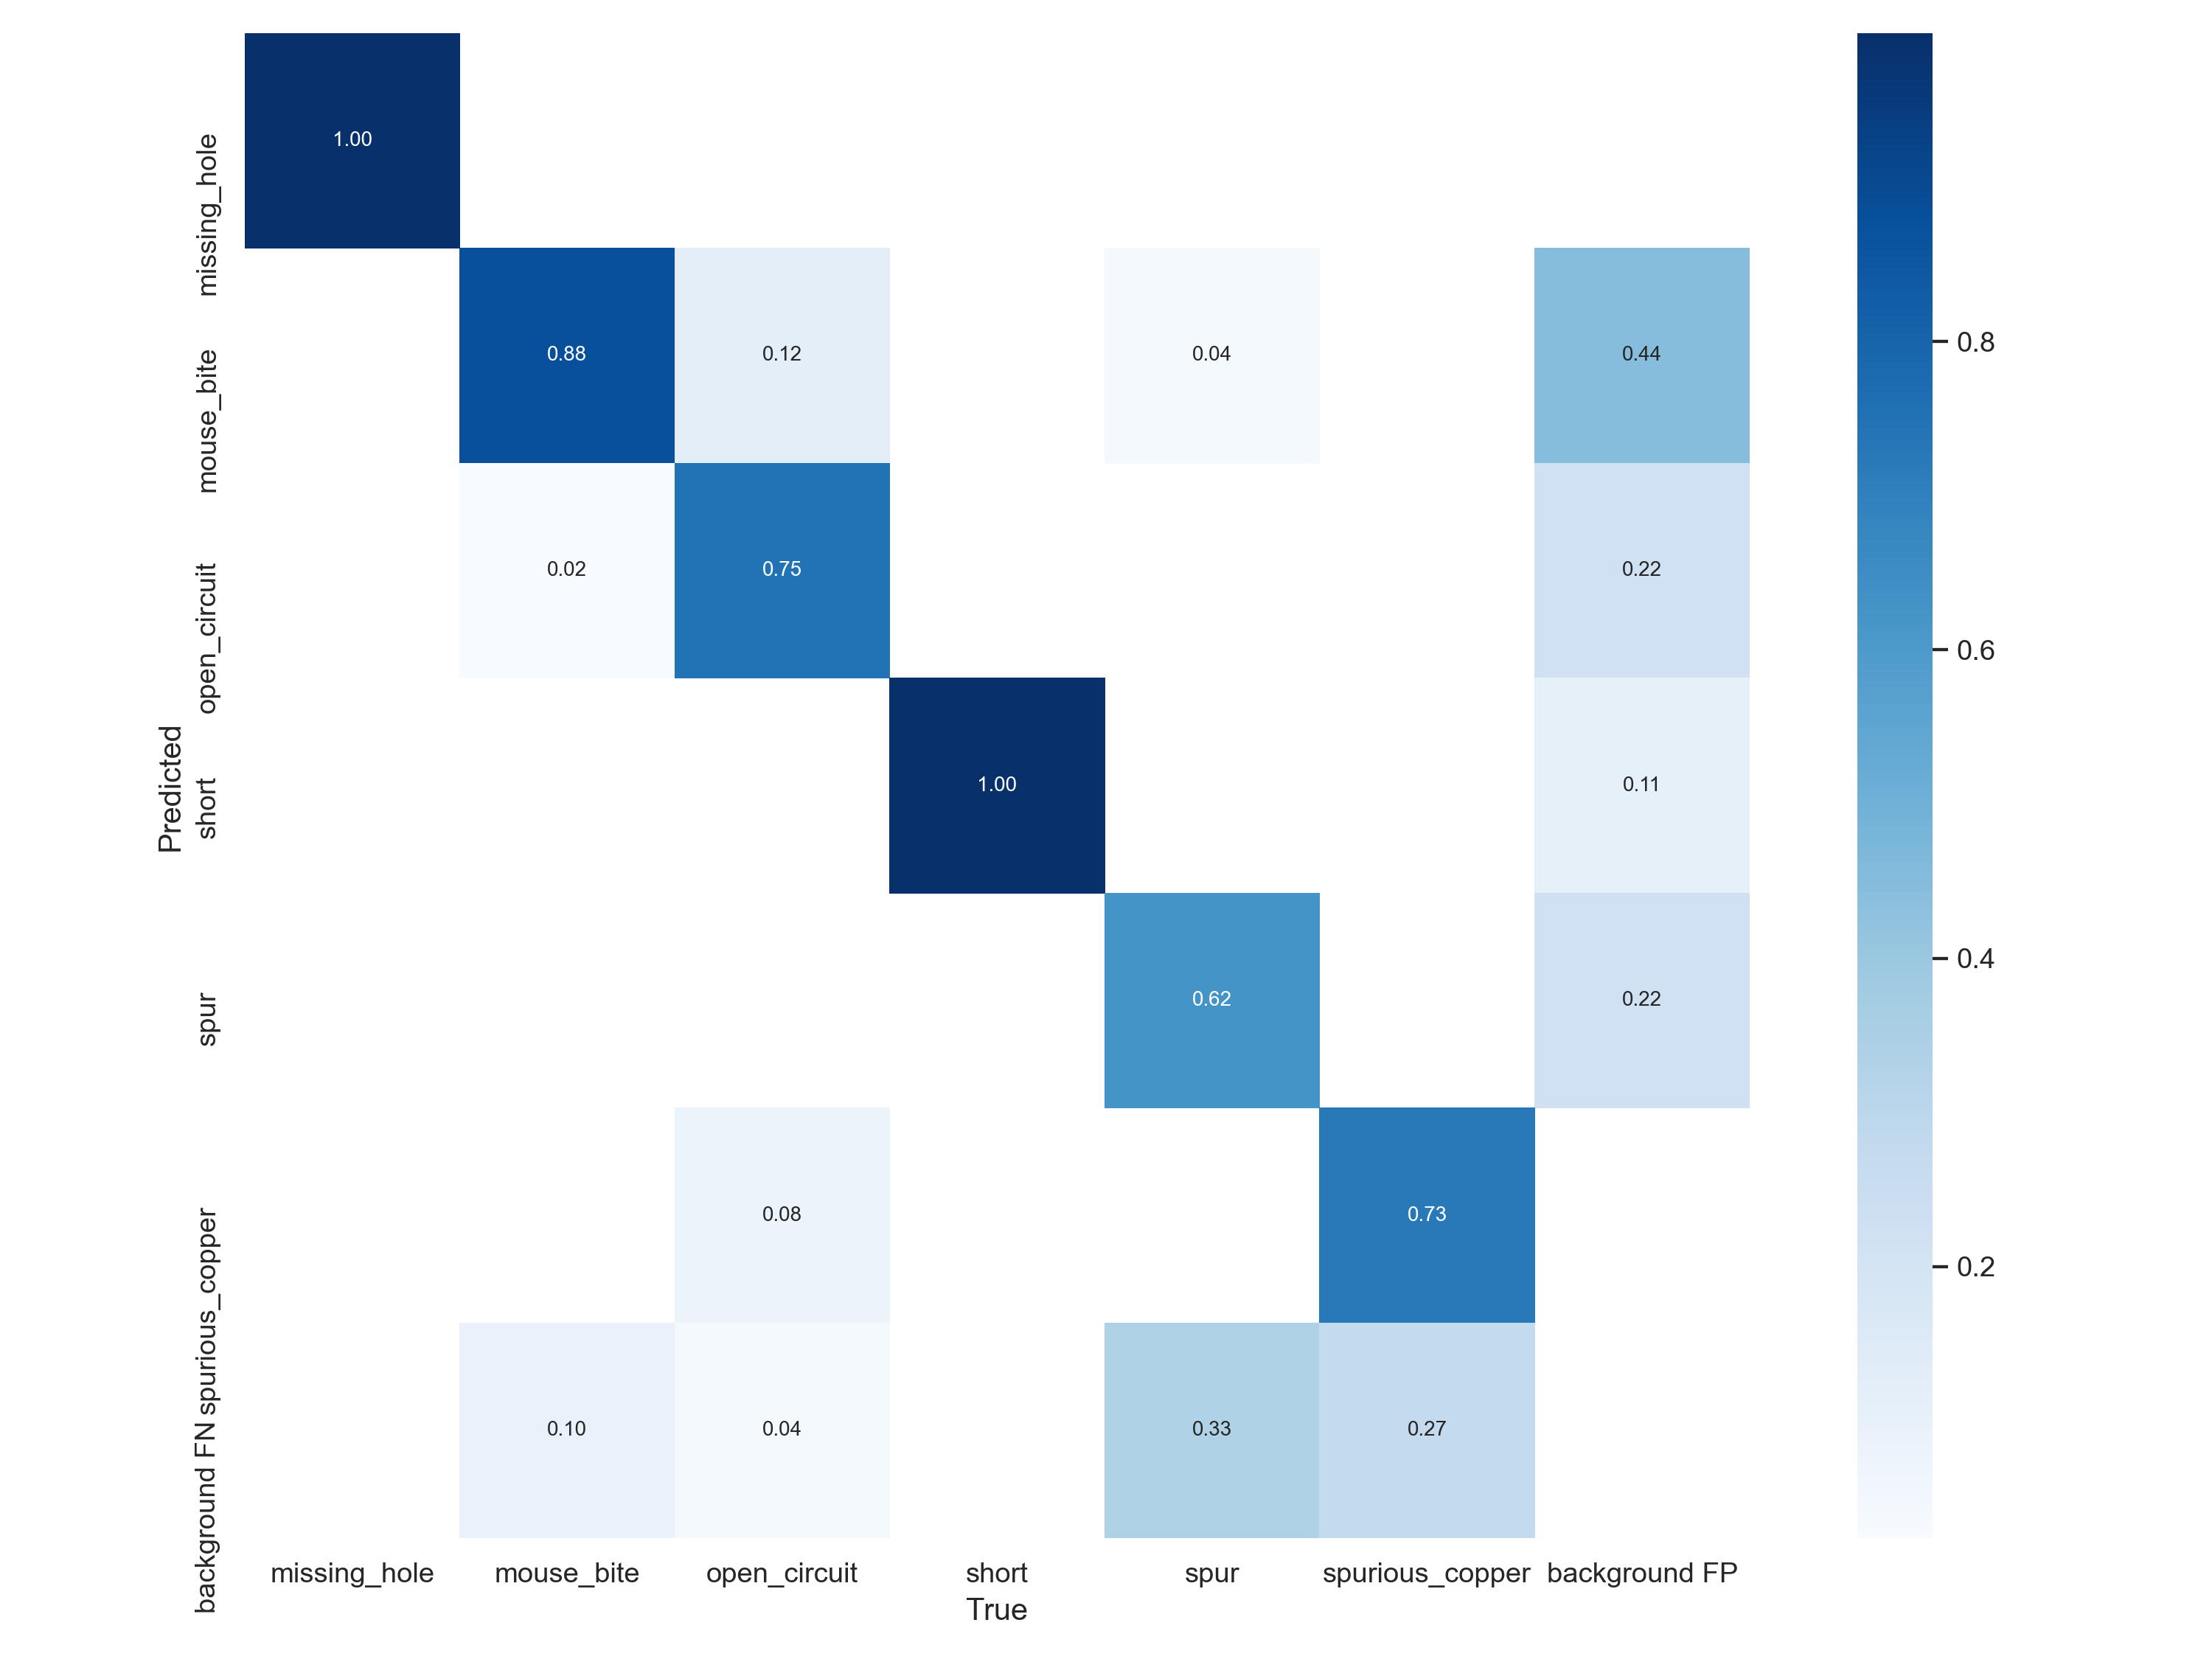 missing_hole
1.00
mouse_bite
0.88 0.12 0.04 0.44
open_circuit
0.02 0.75 0.22
short
1.00 0.11
spur
0.62 0.22
spurious_copper
0.08 0.73
background FN
0.10 0.04 0.33 0.27
Predicted
missing_hole mouse_bite open_circuit short spur spurious_copper background FP
True
0.8
0.6
0.4
0.2